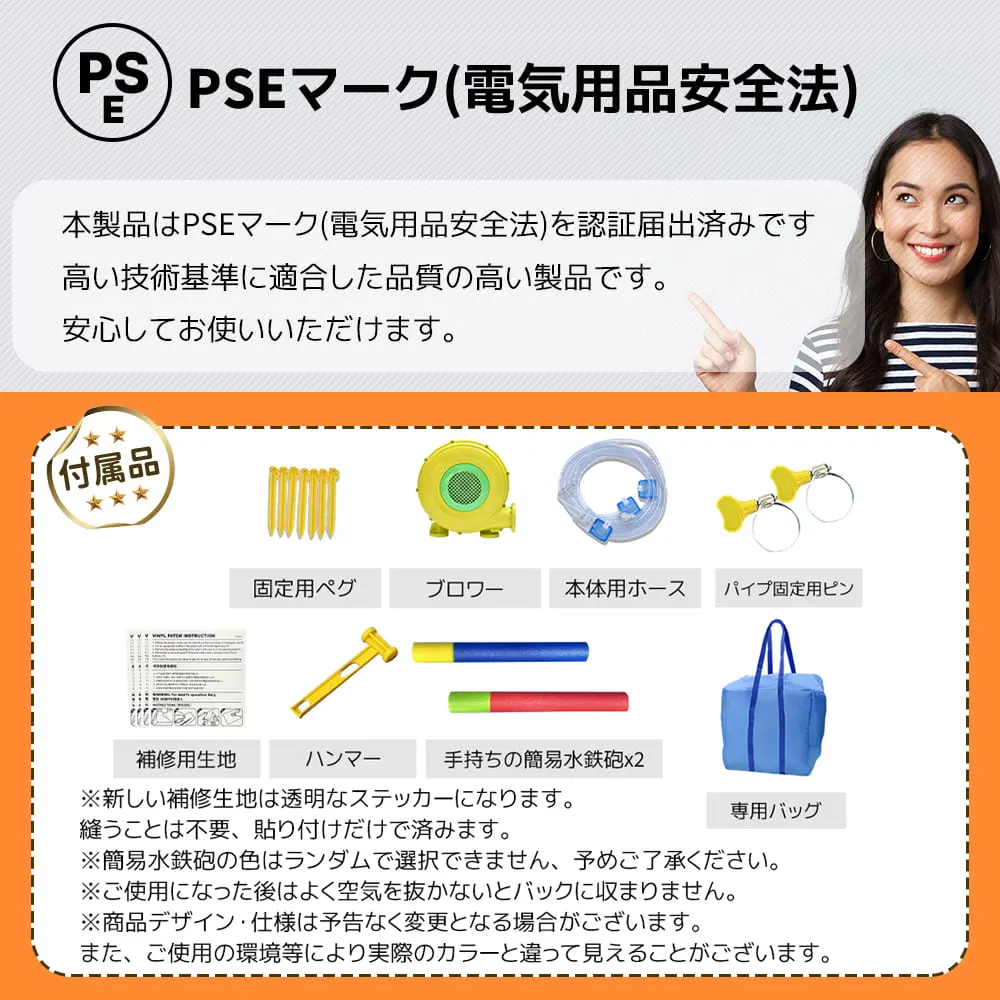 PSE
PSEマーク(電気用品安全法)
本製品はPSEマーク(電気用品安全法)を認証届出済みです
高い技術基準に適合した品質の高い製品です。
安心してお使いいただけます。
付属品
固定用ペグ
ブロワー
本体用ホース
パイプ固定用ピン
VINYL PATCH INSTRUCTION
補修用生地
ハンマー
手持ちの簡易水鉄砲x2
専用バッグ
※新しい補修生地は透明なステッカーになります。
縫うことは不要、貼り付けだけで済みます。
※簡易水鉄砲の色はランダムで選択できません、予めご了承ください。
※ご使用になった後はよく空気を抜かないとバックに収まりません。
※商品デザイン·仕様は予告なく変更となる場合がございます。
また、ご使用の環境等により実際のカラーと違って見えることがございます。